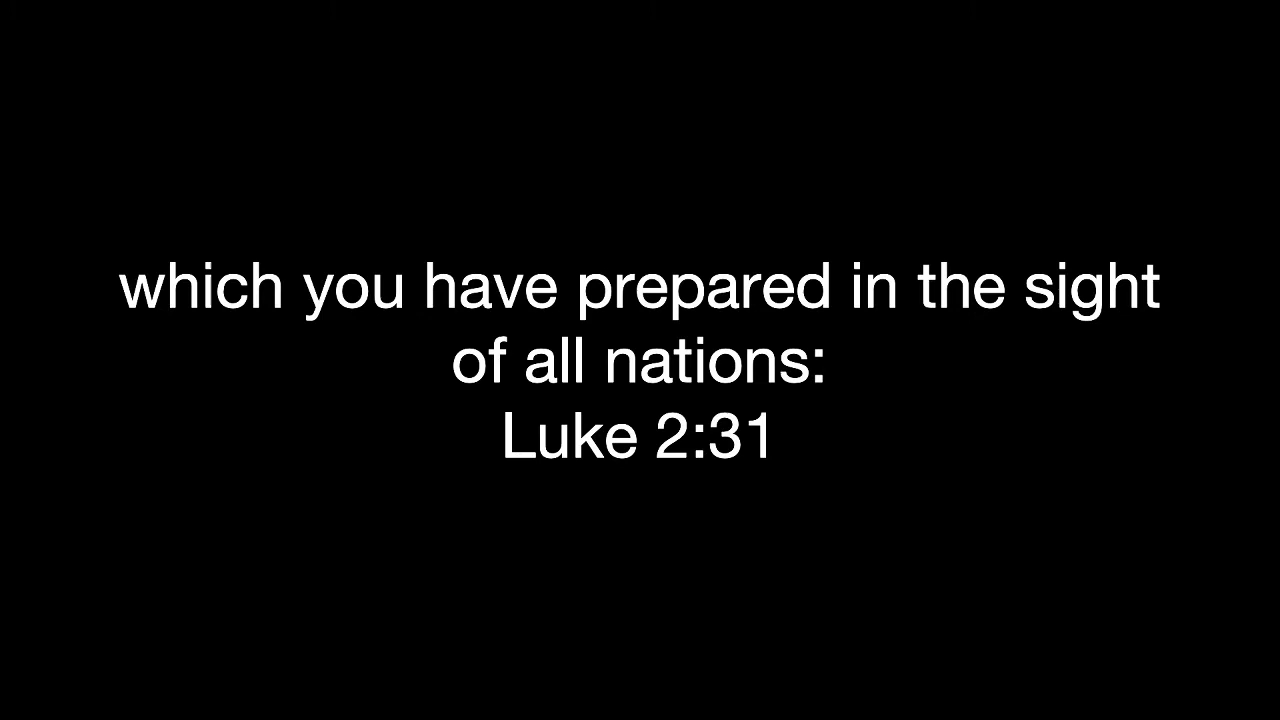 which you have prepared in the sight
of all nations:
Luke 2:31